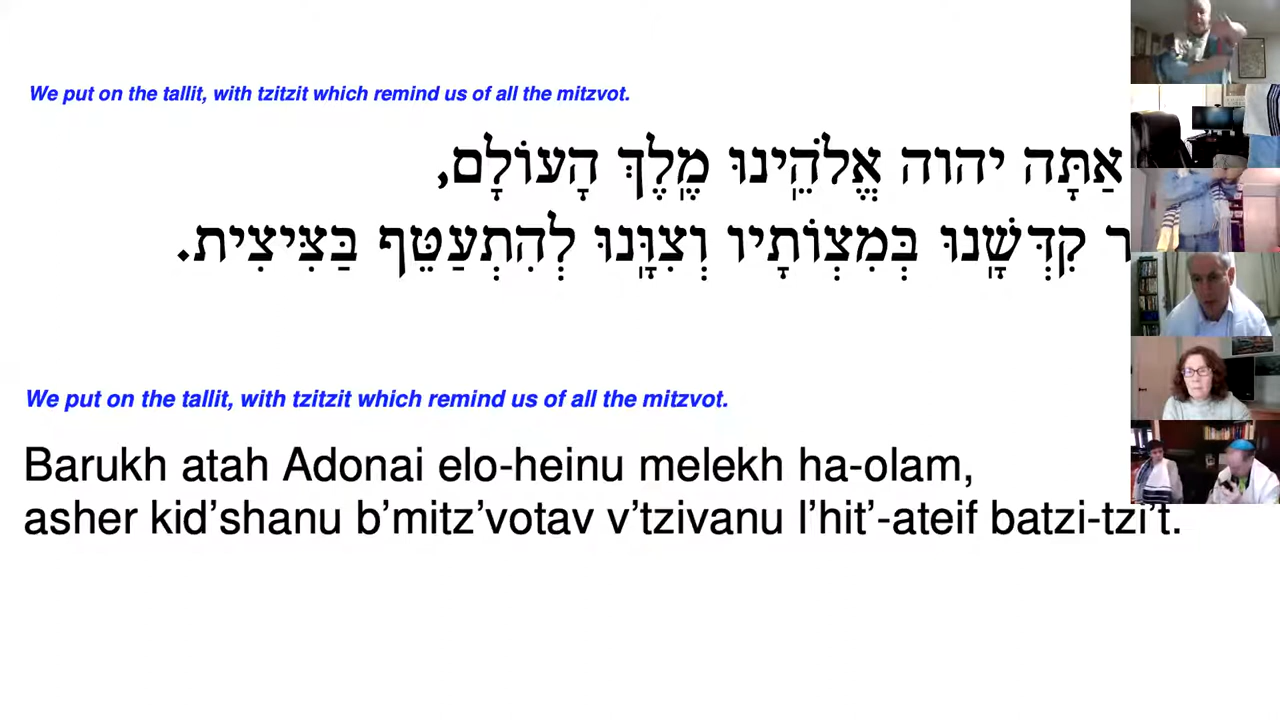 We put on the tallit, with tzitzit which remind us of all the mitzvot.
אַתָּה יהוה אֱלֹהֵֽינוּ מֶֽלֶךְ הָעוֹלָם,
ר קִדְּשָֽׁנוּ בְּמִצְוֹתָיו וְצִוָּֽנוּ לְהִתְעַטֵּף בַּצִּיצִית.
We put on the tallit, with tzitzit which remind us of all the mitzvot.
Barukh atah Adonai elo-heinu melekh ha-olam,
asher kid’shanu b’mitz’votav v’tzivanu l’hit’-ateif batzi-tzi’t.